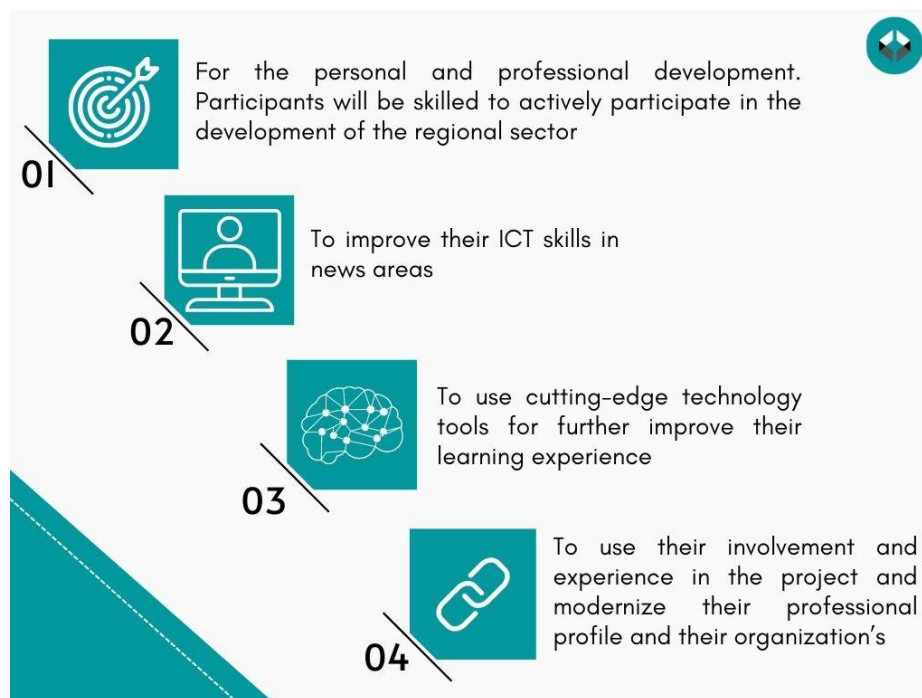 01
For the personal and professional development.
Participants will be skilled to actively participate in the
development of the regional sector
02
To improve their ICT skills in
news areas
03
To use cutting-edge technology
tools for further improve their
learning experience
04
To use their involvement and
experience in the project and
modernize their professional
profile and their organization's